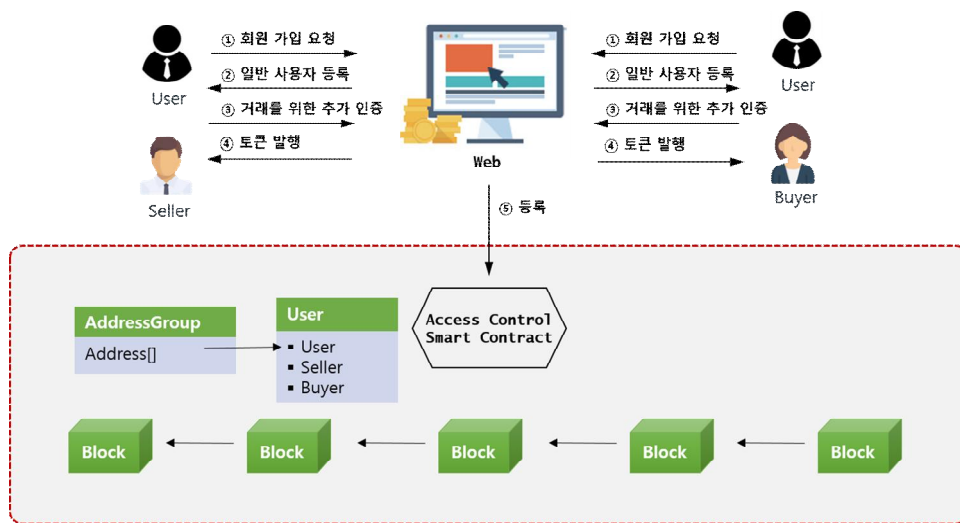 ① 회원 가입 요청
② 일반 사용자 등록
③ 거래를 위한 추가 인증
④ 토큰 발행
User
Seller
Web
① 회원 가입 요청
② 일반 사용자 등록
③ 거래를 위한 추가 인증
④ 토큰 발행
User
Buyer
⑤ 등록
AddressGroup
Address[]
User
▪ User
▪ Seller
▪ Buyer
Access Control
Smart Contract
Block
Block
Block
Block
Block